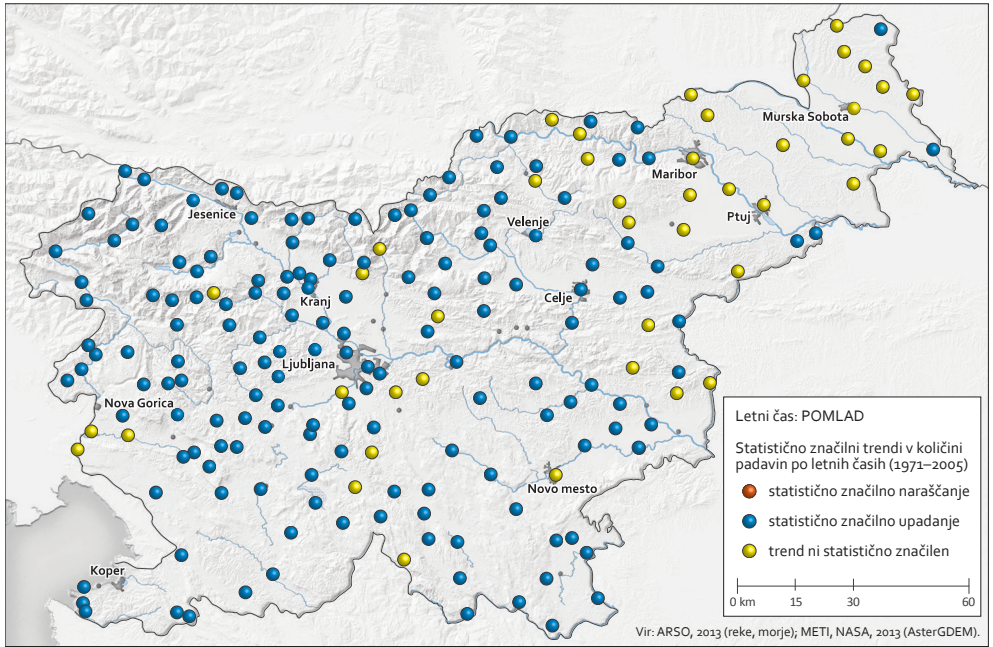 Murska Sobota
Maribor
Jesenice
Ptuj
Velenje
Kranj
Celje
Ljubljana
Nova Gorica
Novo mesto
Koper
Letni čas: POMLAD
Statistično značilni trendi v količini
padavin po letnih časih (1971–2005)
statistično značilno naraščanje
statistično značilno upadanje
trend ni statistično značilen
0 km 15 30 60
Vir: ARSO, 2013 (reke, morje); METI, NASA, 2013 (AsterGDEM).